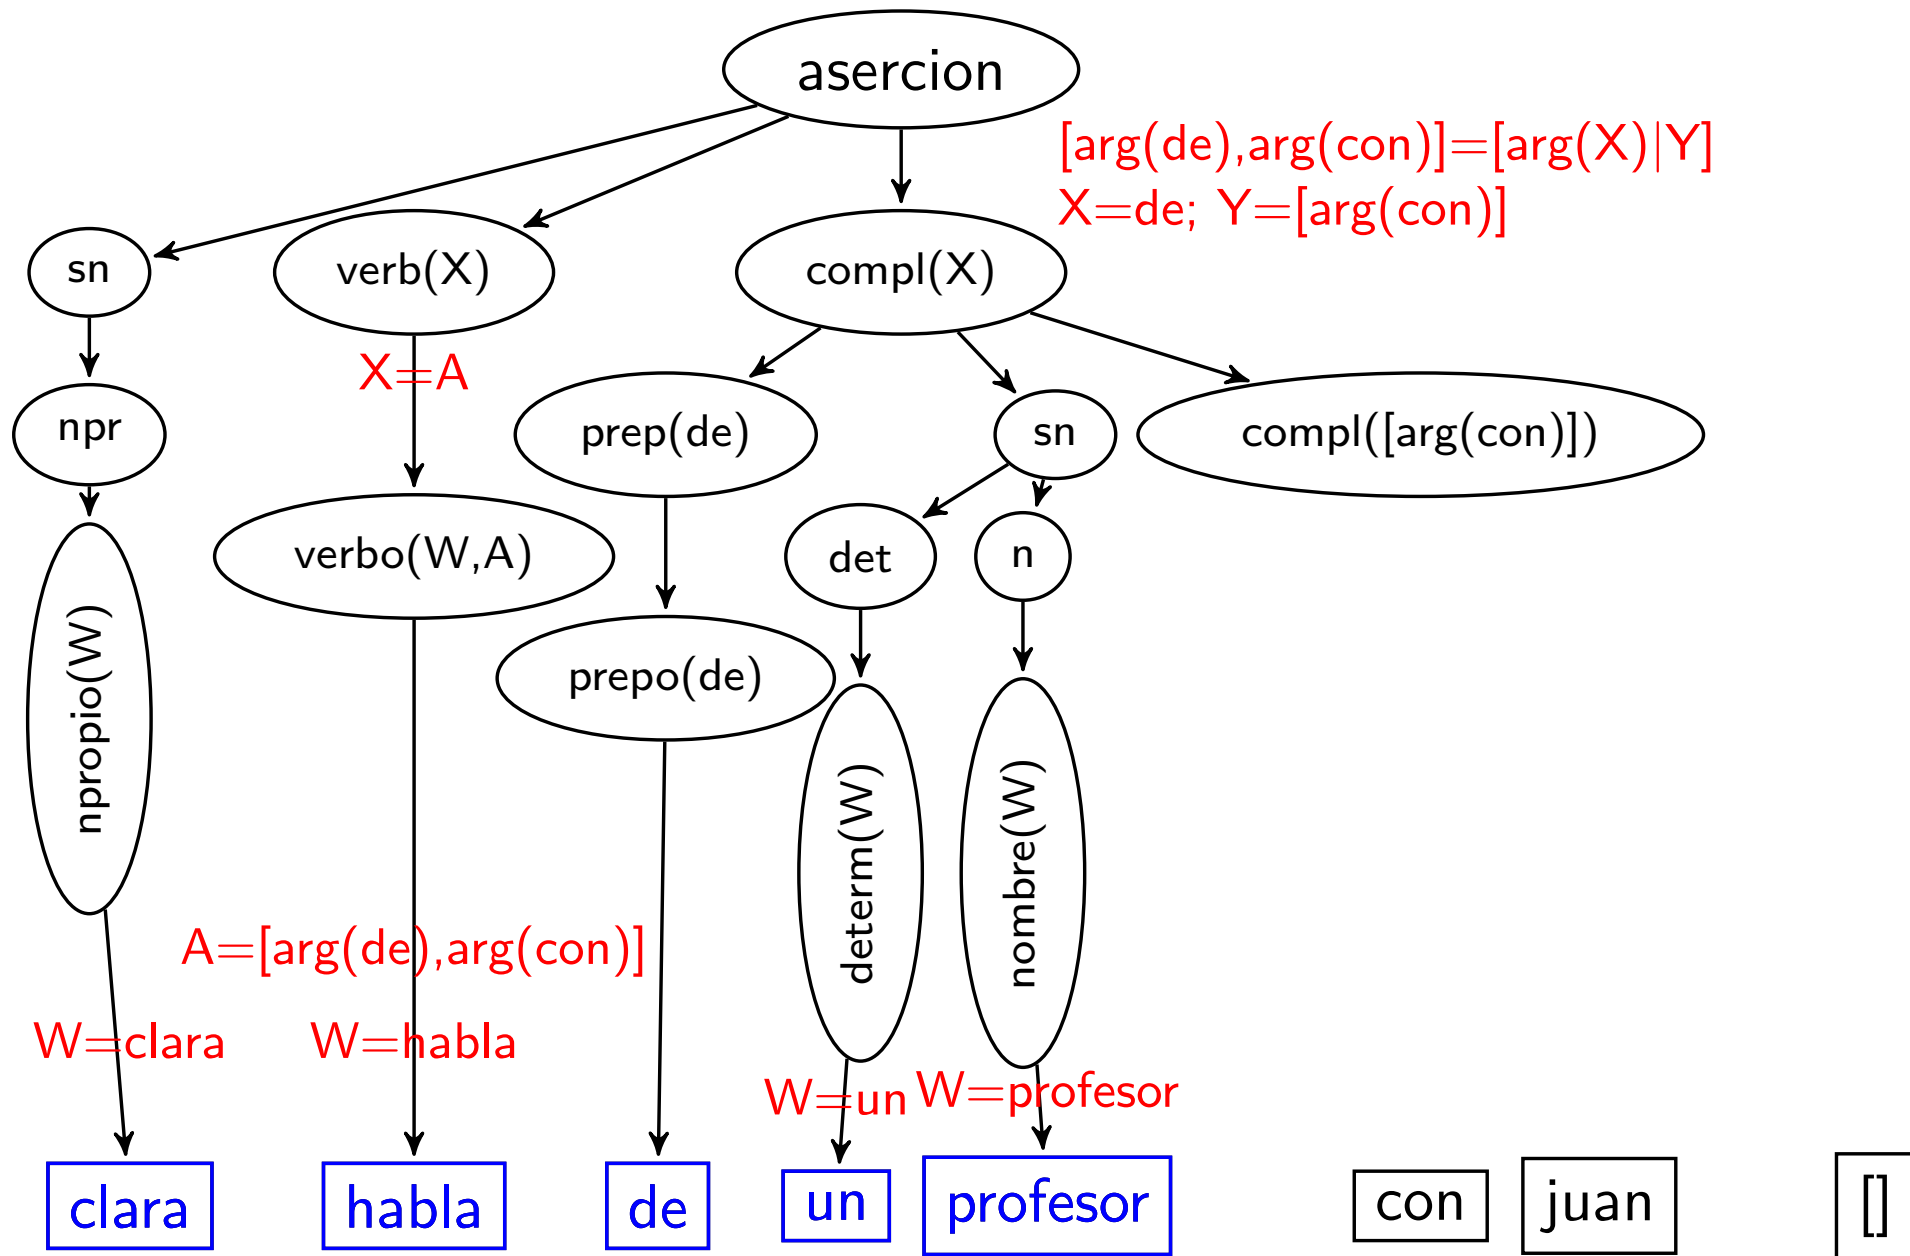 asercion
[arg(de),arg(con)]=[arg(X)|Y]
X=de; Y=[arg(con)]
sn
verb(X)
compl(X)
X=A
npr
prep(de)
sn
compl([arg(con)])
verbo(W,A)
det
n
npropio(W)
prepo(de)
determ(W)
nombre(W)
A=[arg(de),arg(con)]
W=clara
W=habla
W=un
W=profesor
clara
habla
de
un
profesor
con
juan
[]